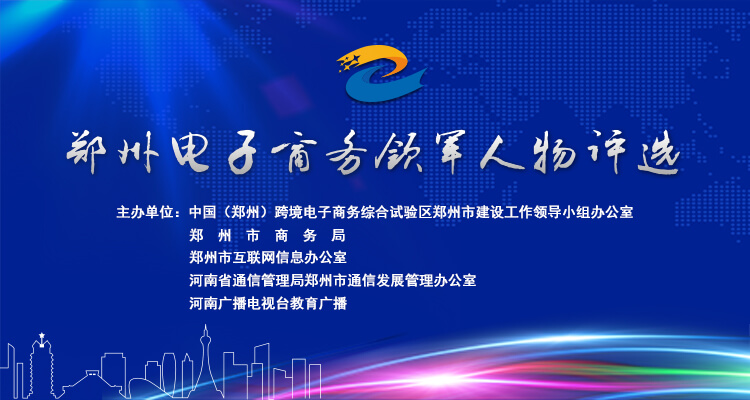 郑州电子商务领军人物评选
主办单位：中国（郑州）跨境电子商务综合试验区郑州市建设工作领导小组办公室
郑州市商务局
郑州市互联网信息办公室
河南省通信管理局郑州市通信发展管理办公室
河南广播电视台教育广播